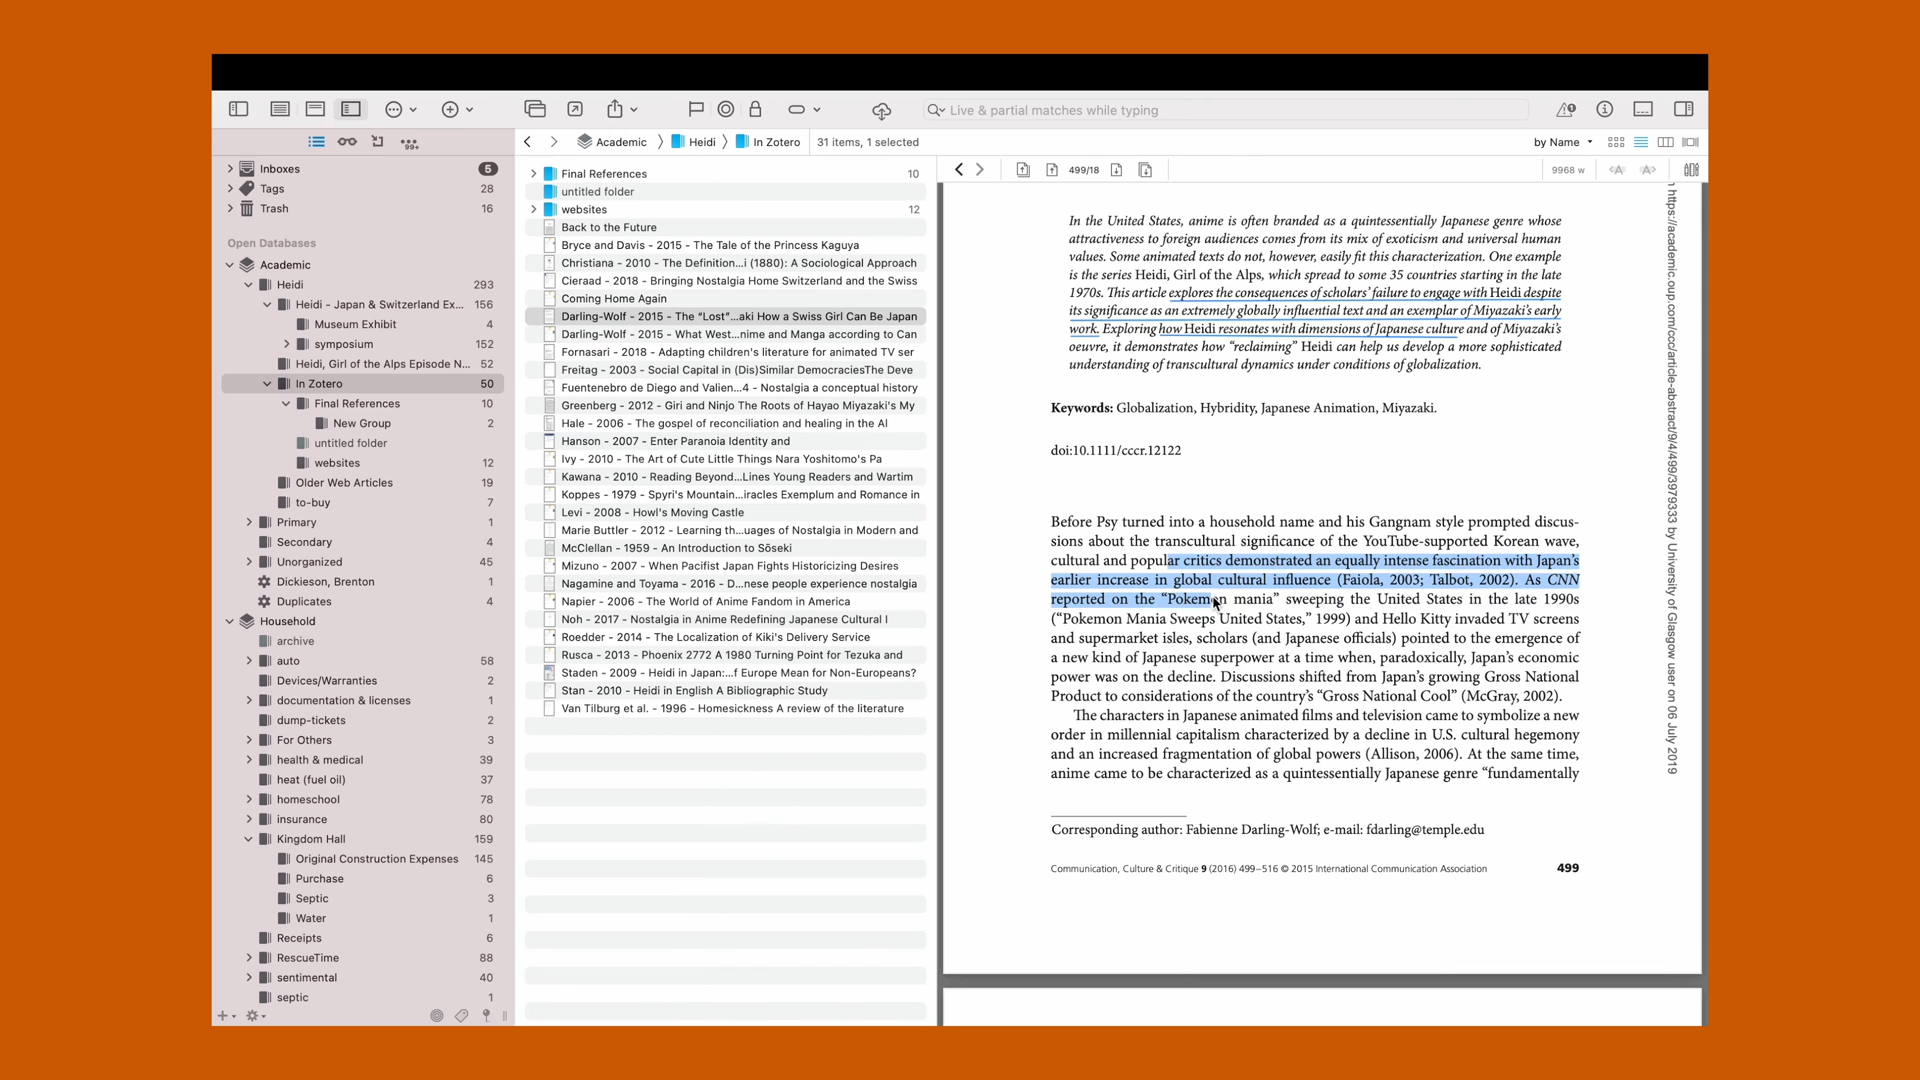 Live & partial matches while typing
99+
Academic
Heidi
In Zotero
31 items, 1 selected
by Name
Inboxes 5
Tags 28
Trash 16
Open Databases
Academic
Heidi 293
Heidi - Japan & Switzerland Ex... 156
Museum Exhibit 4
symposium 152
Heidi, Girl of the Alps Episode N... 52
In Zotero 50
Final References 10
New Group 2
untitled folder
websites 12
Older Web Articles 19
to-buy 7
Primary 1
Secondary 4
Unorganized 45
Dickieson, Brenton 1
Duplicates 4
Household
archive
auto 58
Devices/Warranties 2
documentation & licenses 1
dump-tickets 2
For Others 3
health & medical 39
heat (fuel oil) 37
homeschool 78
insurance 80
Kingdom Hall 159
Original Construction Expenses 145
Purchase 6
Septic 3
Water 1
Receipts 6
RescueTime 88
sentimental 40
septic 1
Final References 10
untitled folder
websites 12
Back to the Future
Bryce and Davis - 2015 - The Tale of the Princess Kaguya
Christiana - 2010 - The Definition...i (1880): A Sociological Approach
Cieraad - 2018 - Bringing Nostalgia Home Switzerland and the Swiss
Coming Home Again
Darling-Wolf - 2015 - The “Lost”...aki How a Swiss Girl Can Be Japan
Darling-Wolf - 2015 - What West...nime and Manga according to Can
Fornasari - 2018 - Adapting children's literature for animated TV ser
Freitag - 2003 - Social Capital in (Dis)Similar DemocraciesThe Deve
Fuentenebro de Diego and Valien...4 - Nostalgia a conceptual history
Greenberg - 2012 - Giri and Ninjo The Roots of Hayao Miyazaki's My
Hale - 2006 - The gospel of reconciliation and healing in the Al
Hanson - 2007 - Enter Paranoia Identity and
Ivy - 2010 - The Art of Cute Little Things Nara Yoshitomo's Pa
Kawana - 2010 - Reading Beyond...Lines Young Readers and Wartim
Koppes - 1979 - Spyri's Mountain...iracles Exemplum and Romance in
Levi - 2008 - Howl's Moving Castle
Marie Buttler - 2012 - Learning th...uages of Nostalgia in Modern and
McClellan - 1959 - An Introduction to Sōseki
Mizuno - 2007 - When Pacifist Japan Fights Historicizing Desires
Nagamine and Toyama - 2016 - D...nese people experience nostalgia
Napier - 2006 - The World of Anime Fandom in America
Noh - 2017 - Nostalgia in Anime Redefining Japanese Cultural I
Roedder - 2014 - The Localization of Kiki's Delivery Service
Rusca - 2013 - Phoenix 2772 A 1980 Turning Point for Tezuka and
Staden - 2009 - Heidi in Japan:...f Europe Mean for Non-Europeans?
Stan - 2010 - Heidi in English A Bibliographic Study
Van Tilburg et al. - 1996 - Homesickness A review of the literature
499/18
9968 w
In the United States, anime is often branded as a quintessentially Japanese genre whose
attractiveness to foreign audiences comes from its mix of exoticism and universal human
values. Some animated texts do not, however, easily fit this characterization. One example
is the series Heidi, Girl of the Alps, which spread to some 35 countries starting in the late
1970s. This article explores the consequences of scholars’ failure to engage with Heidi despite
its significance as an extremely globally influential text and an exemplar of Miyazaki’s early
work. Exploring how Heidi resonates with dimensions of Japanese culture and of Miyazaki’s
oeuvre, it demonstrates how “reclaiming” Heidi can help us develop a more sophisticated
understanding of transcultural dynamics under conditions of globalization.
Keywords: Globalization, Hybridity, Japanese Animation, Miyazaki.
doi:10.1111/cccr.12122
Before Psy turned into a household name and his Gangnam style prompted discus-
sions about the transcultural significance of the YouTube-supported Korean wave,
cultural and popular critics demonstrated an equally intense fascination with Japan’s
earlier increase in global cultural influence (Faiola, 2003; Talbot, 2002). As CNN
reported on the “Pokemon mania” sweeping the United States in the late 1990s
(“Pokemon Mania Sweeps United States,” 1999) and Hello Kitty invaded TV screens
and supermarket isles, scholars (and Japanese officials) pointed to the emergence of
a new kind of Japanese superpower at a time when, paradoxically, Japan’s economic
power was on the decline. Discussions shifted from Japan’s growing Gross National
Product to considerations of the country’s “Gross National Cool” (McGray, 2002).
The characters in Japanese animated films and television came to symbolize a new
order in millennial capitalism characterized by a decline in U.S. cultural hegemony
and an increased fragmentation of global powers (Allison, 2006). At the same time,
anime came to be characterized as a quintessentially Japanese genre “fundamentally
Corresponding author: Fabienne Darling-Wolf; e-mail: fdarling@temple.edu
Communication, Culture & Critique 9 (2016) 499–516 © 2015 International Communication Association 499
https://academic.oup.com/ccc/article-abstract/9/4/499/3979333 by University of Glasgow user on 06 July 2019